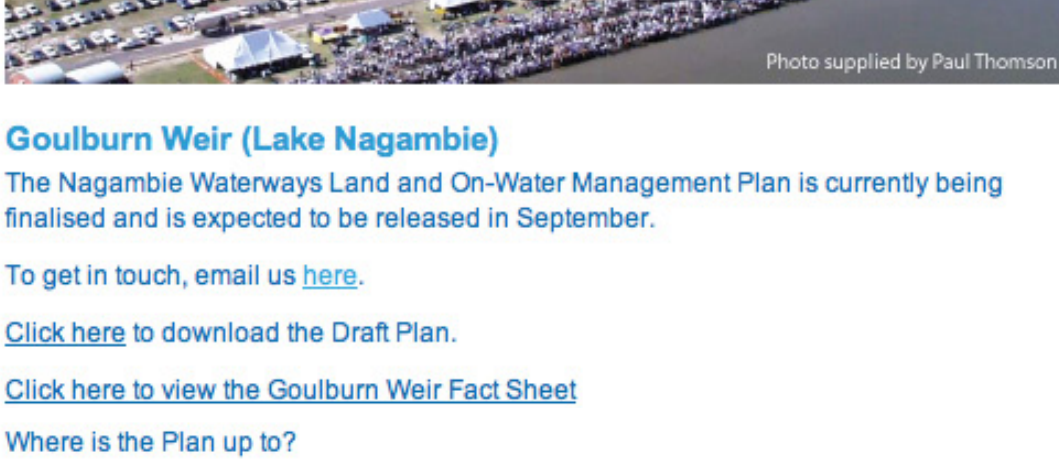 Photo supplied by Paul Thomson
Goulburn Weir (Lake Nagambie)
The Nagambie Waterways Land and On-Water Management Plan is currently being
finalised and is expected to be released in September.
To get in touch, email us here.
Click here to download the Draft Plan.
Click here to view the Goulburn Weir Fact Sheet
Where is the Plan up to?